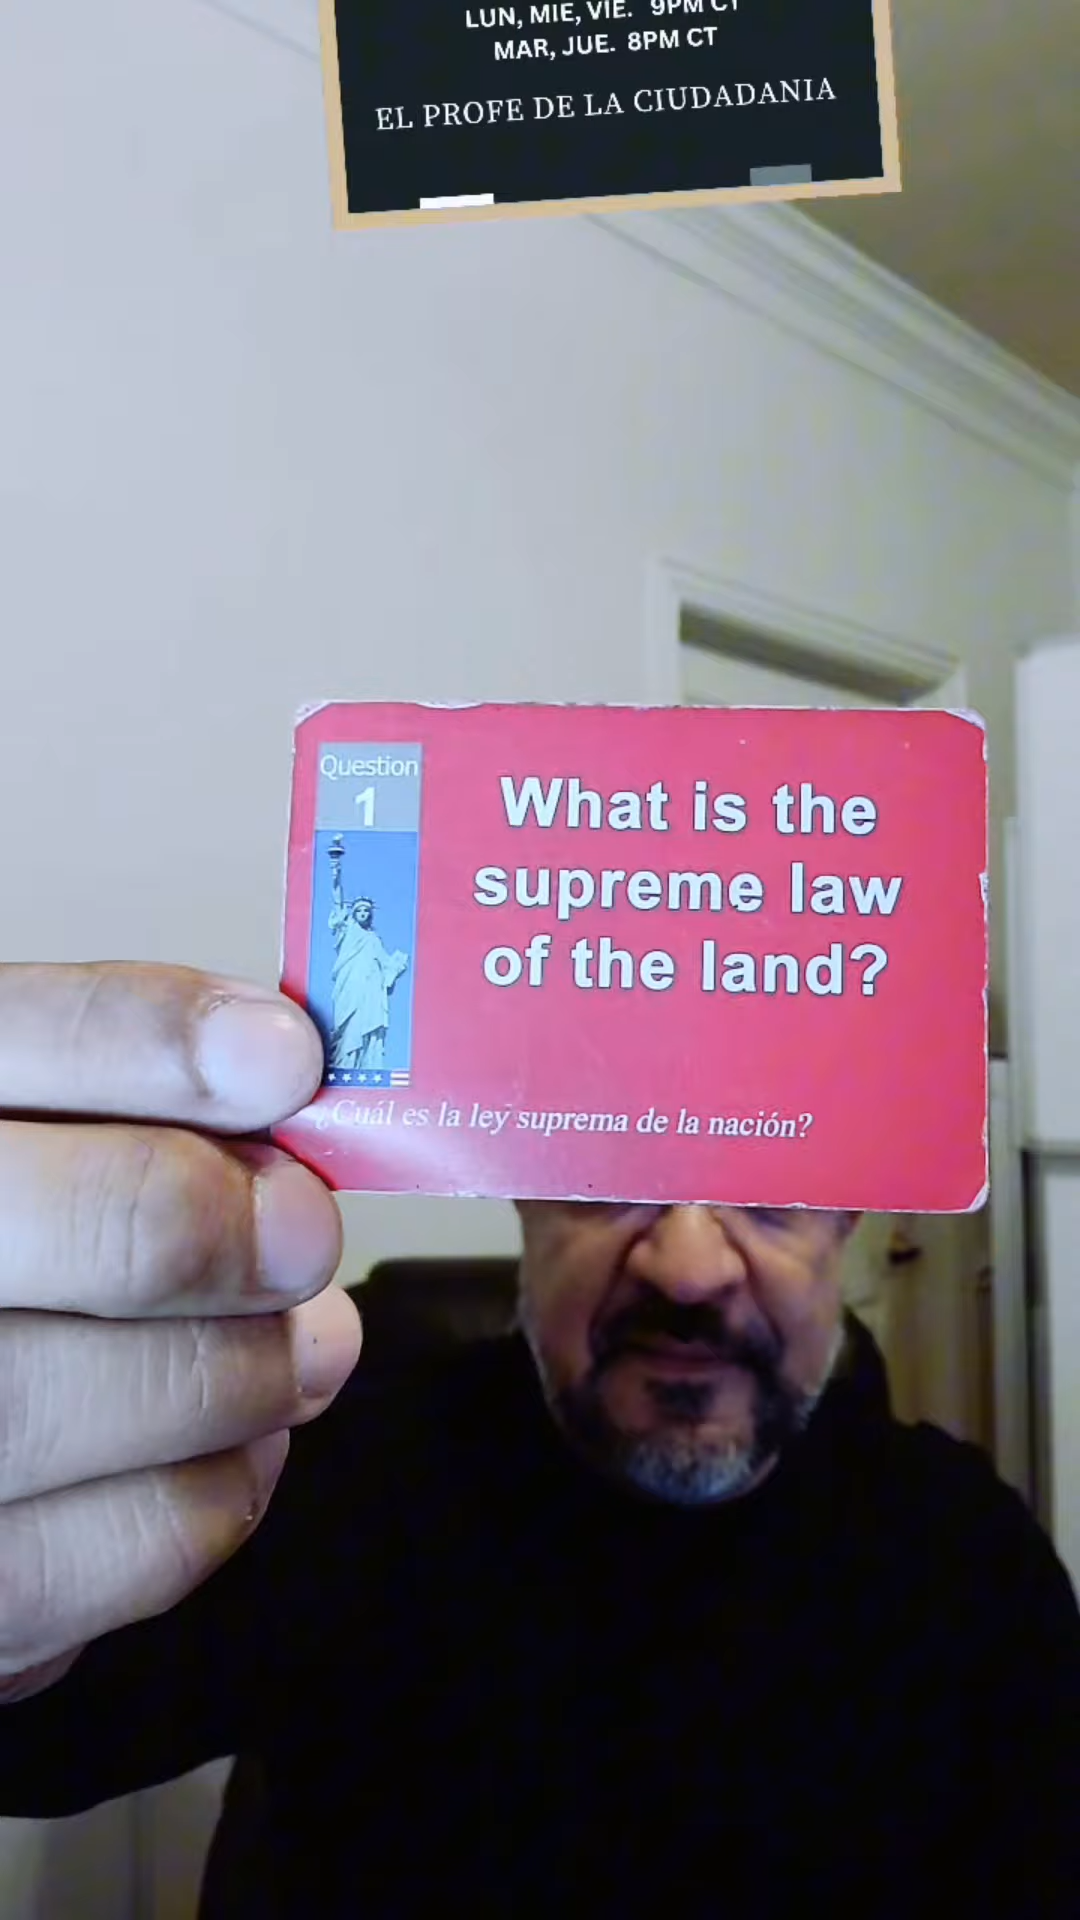 LUN, MIE, VIE. 9PM CT
MAR, JUE. 8PM CT
EL PROFE DE LA CIUDADANIA
Question
1
What is the
supreme law
of the land?
¿Cuál es la ley suprema de la nación?